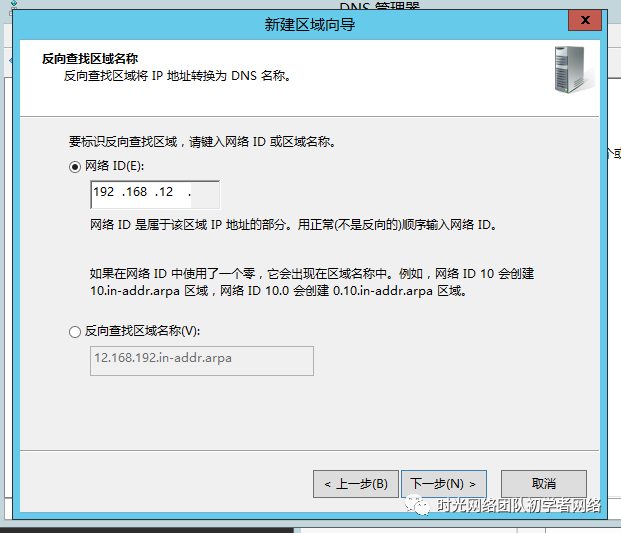 DNS 管理器
新建区域向导
x
反向查找区域名称
反向查找区域将 IP 地址转换为 DNS 名称。
要标识反向查找区域，请键入网络 ID 或区域名称。
网络 ID(E):
192 .168 .12 .
网络 ID 是属于该区域 IP 地址的部分。用正常(不是反向的)顺序输入网络 ID。
如果在网络 ID 中使用了一个零，它会出现在区域名称中。例如，网络 ID 10 会创建
10.in-addr.arpa 区域，网络 ID 10.0 会创建 0.10.in-addr.arpa 区域。
反向查找区域名称(V):
12.168.192.in-addr.arpa
< 上一步(B) 下一步(N) > 取消
时光网络团队初学者网络